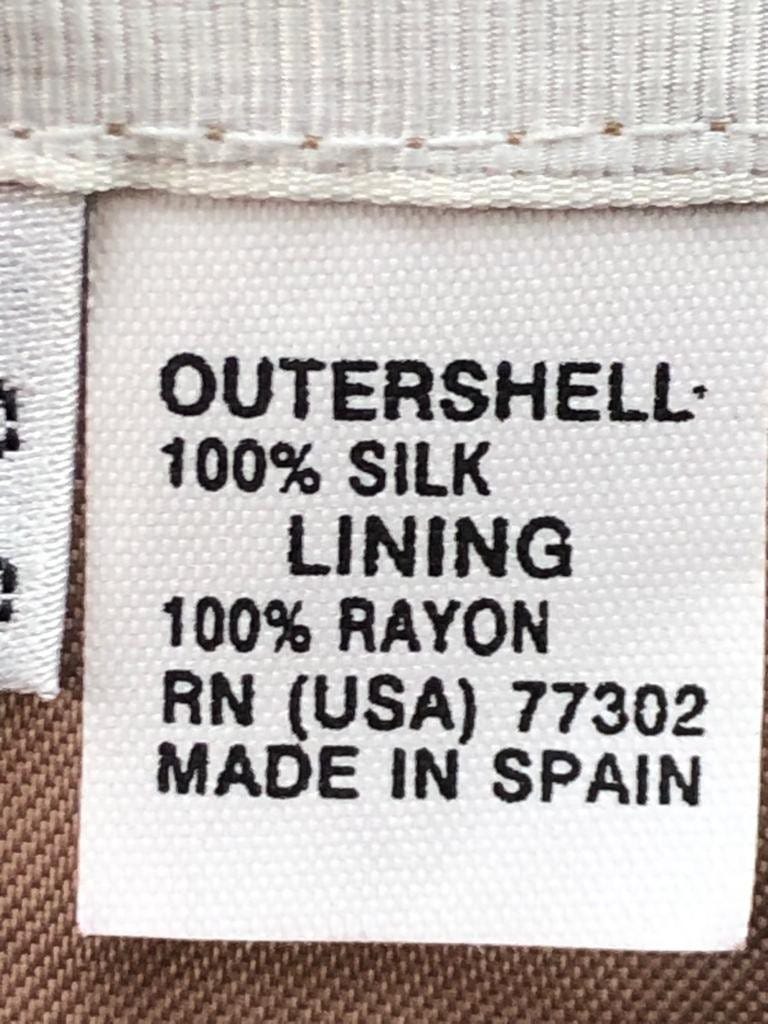 OUTERSHELL
100% SILK
LINING
100% RAYON
RN (USA) 77302
MADE IN SPAIN